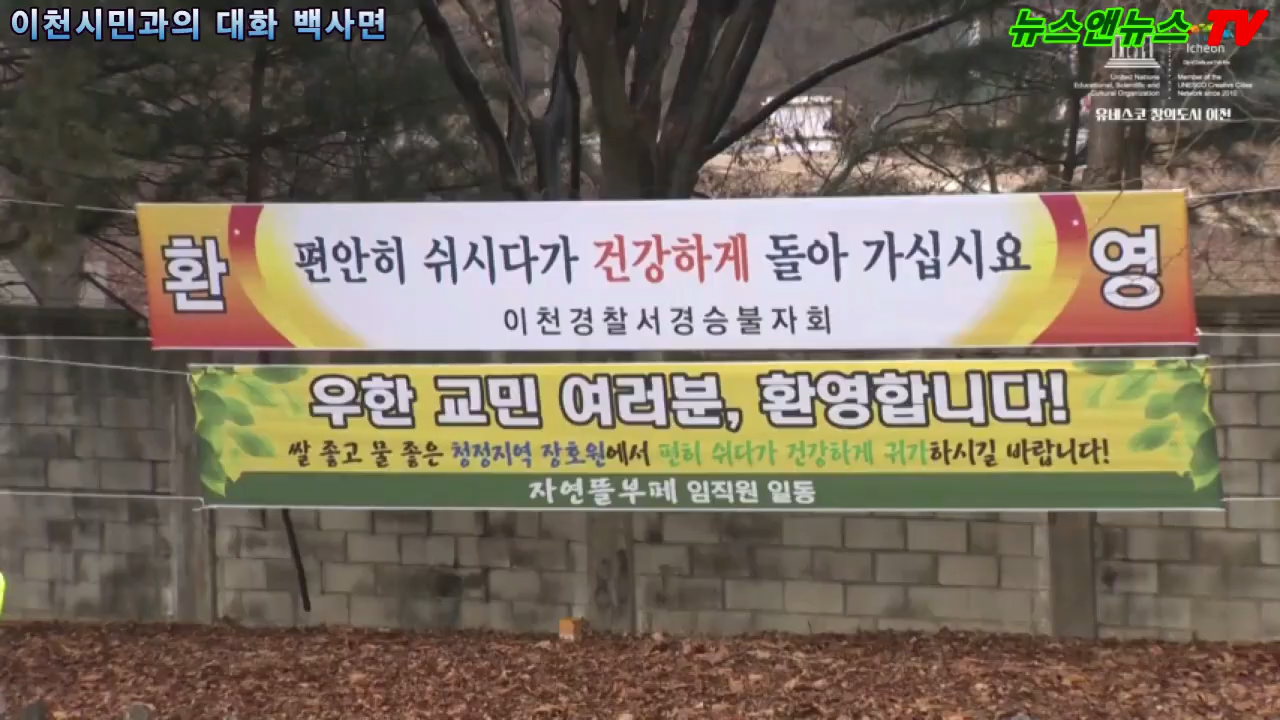 이천시민과의 대화 백사면
뉴스앤뉴스 TV
Icheon
United Nations
Educational, Scientific and
Cultural Organization
Member of the
UNESCO Creative Cities
Network since 2010
유네스코 창의도시 이천
환 편안히 쉬시다가 건강하게 돌아 가십시요 영
이천경찰서경승불자회
우한 교민 여러분, 환영합니다!
쌀 좋고 물 좋은 청정지역 장호원에서 편히 쉬다가 건강하게 귀가하시길 바랍니다!
자연뜰부페 임직원 일동